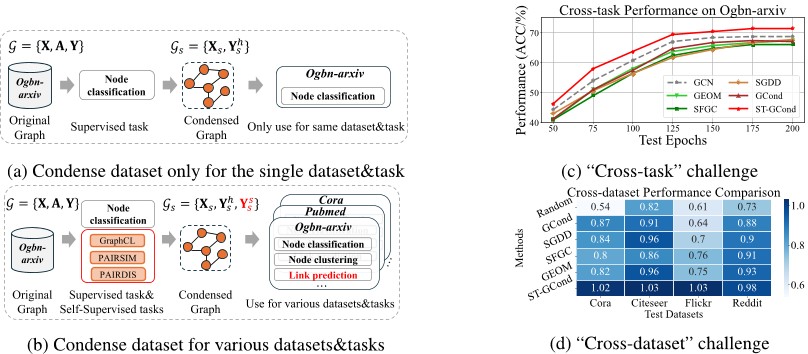 𝒢 = {X, A, Y}
𝒢ₛ = {Xₛ, Yₛʰ}
Ogbn-
arxiv
Node
classification
Ogbn-arxiv
Node classification
Original
Graph
Supervised task
Condensed
Graph
Only use for same dataset&task
(a) Condense dataset only for the single dataset&task
𝒢 = {X, A, Y}
Node
classification
𝒢ₛ = {Xₛ, Yₛʰ, Yₛˢ}
Cora
Pubmed
Ogbn-arxiv
Ogbn-
arxiv
GraphCL
PAIRSIM
PAIRDIS
Node classification
Node clustering
Link prediction
...
Original
Graph
Supervised task&
Self-Supervised tasks
Condensed
Graph
Use for various datasets&tasks
(b) Condense dataset for various datasets&tasks
Cross-task Performance on Ogbn-arxiv
Performance (ACC/%)
70
60
50
40
GCN
GEOM
SFGC
SGDD
GCond
ST-GCond
50 75 100 125 150 175 200
Test Epochs
(c) “Cross-task” challenge
Cross-dataset Performance Comparison
Methods
Random 0.54 0.82 0.61 0.73
GCond 0.87 0.91 0.64 0.88
SGDD 0.84 0.96 0.7 0.9
SFGC 0.8 0.86 0.76 0.91
GEOM 0.82 0.96 0.75 0.93
ST-GCond 1.02 1.03 1.03 0.98
Cora Citeseer Flickr Reddit
Test Datasets
1.0
0.8
0.6
(d) “Cross-dataset” challenge